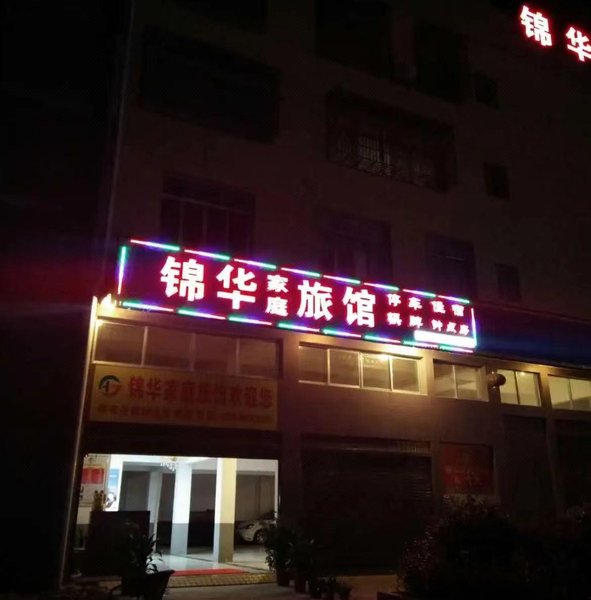 锦华
锦华家庭旅馆
停车 住宿
棋牌 钟点房
锦华家庭旅馆欢迎您